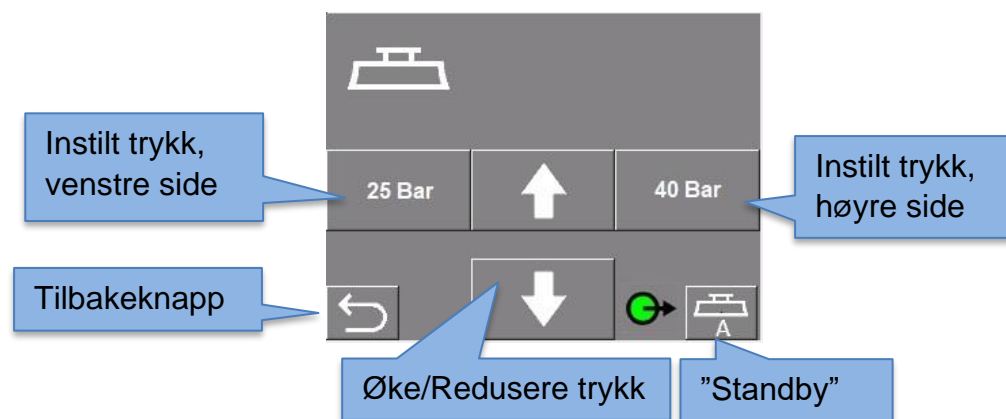 Instilt trykk,
venstre side
25 Bar
40 Bar
Instilt trykk,
høyre side
Tilbakeknapp
A
Øke/Redusere trykk
”Standby”